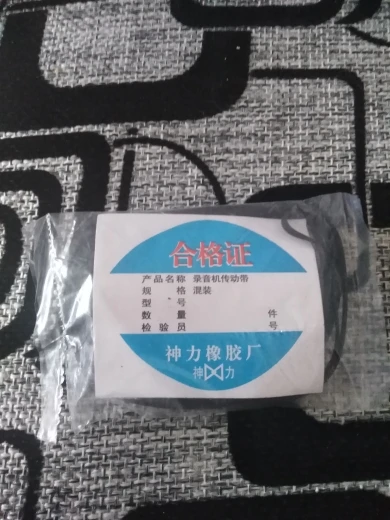 合格证
产品名称 录音机传动带
规格 混装
型号
数量 件
检验员 号
神力橡胶厂
神 力